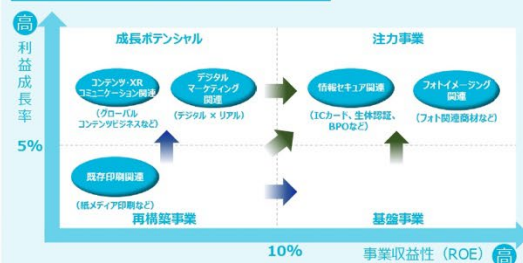 高
利益成長率
5%
成長ポテンシャル
注力事業
コンテンツ・XR
コミュニケーション関連
(グローバル
コンテンツビジネスなど)
デジタル
マーケティング
関連
(デジタル × リアル)
情報セキュア関連
(ICカード、生体認証、
BPOなど)
フォトイメージング
関連
(フォト関連商材など)
既存印刷関連
(紙メディア印刷など)
再構築事業
基盤事業
10%
事業収益性（ROE）
高